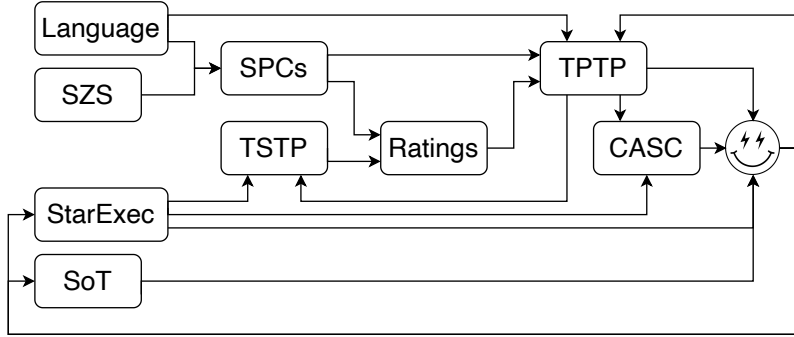 Language
SZS
SPCs
TPTP
TSTP
Ratings
CASC
StarExec
SoT